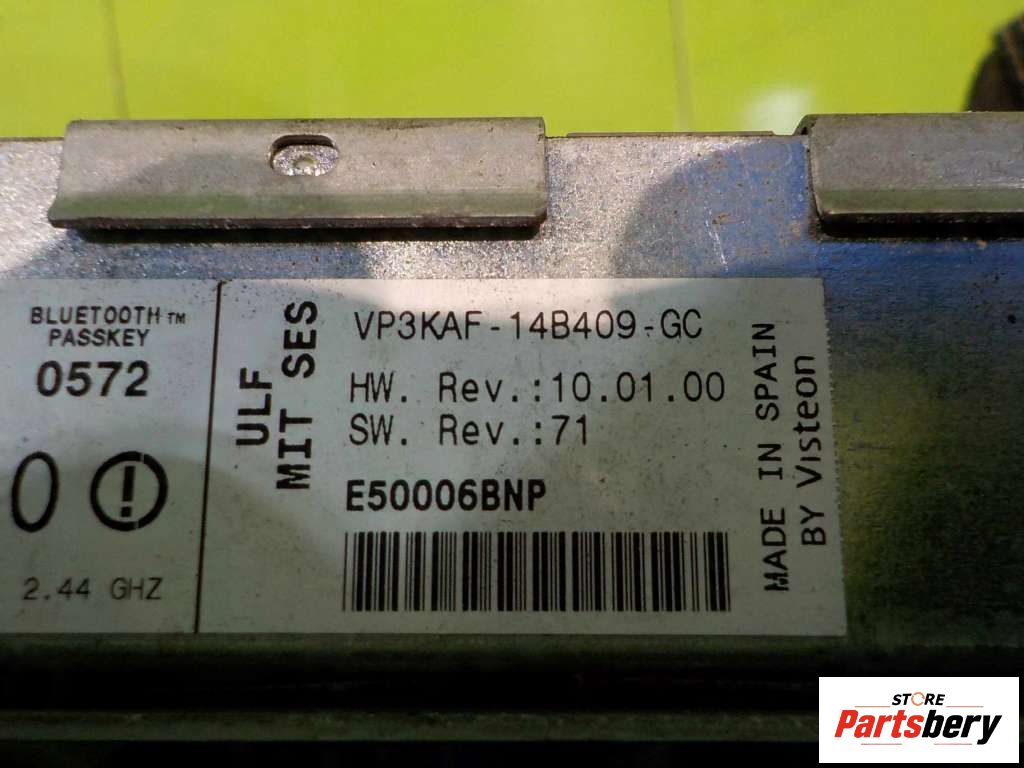 BLUETOOTH™
PASSKEY
0572
0
2.44 GHZ
ULF
MIT SES
VP3KAF-14B409-GC
HW. Rev.:10.01.00
SW. Rev.:71
E50006BNP
MADE IN SPAIN
BY Visteon
STORE
Partsbery